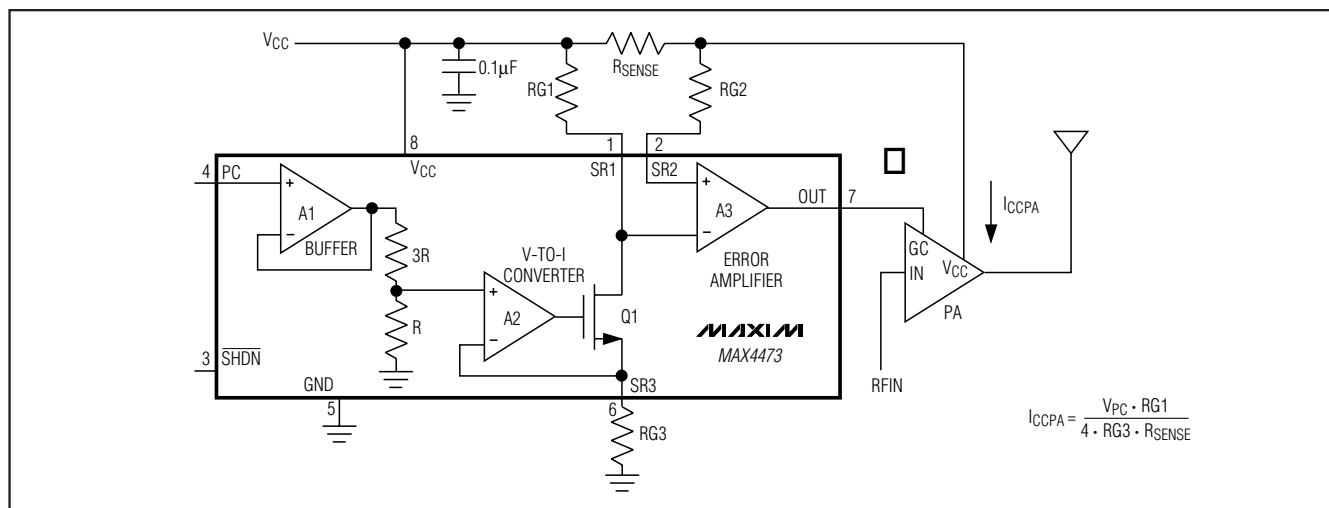 VCC
0.1µF
RG1
RSENSE
RG2
8
VCC
1
SR1
2
SR2
4 PC
+
A1
-
BUFFER
3R
R
V-TO-I
CONVERTER
+
A2
-
Q1
+
A3
-
ERROR
AMPLIFIER
OUT 7
MAXIM
MAX4473
3 SHDN
GND
5
SR3
6
RG3
ICCPA
GC
VCC
IN
PA
RFIN
ICCPA = VPC · RG1
4 · RG3 · RSENSE